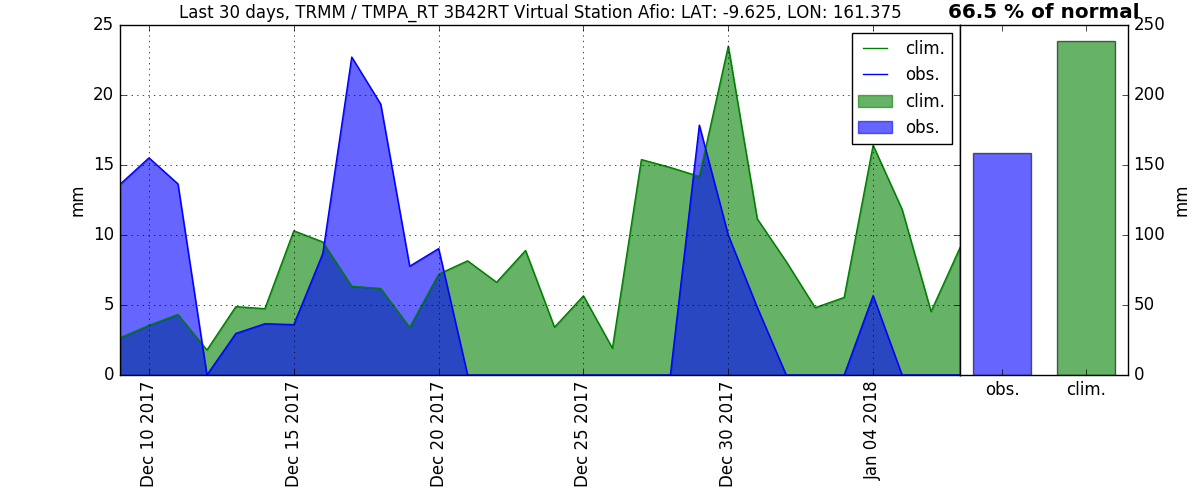 Last 30 days, TRMM / TMPA_RT 3B42RT Virtual Station Afio: LAT: -9.625, LON: 161.375
66.5 % of normal
25
20
15
10
5
0
mm
clim.
obs.
clim.
obs.
250
200
150
100
50
0
mm
Dec 10 2017
Dec 15 2017
Dec 20 2017
Dec 25 2017
Dec 30 2017
Jan 04 2018
obs.
clim.